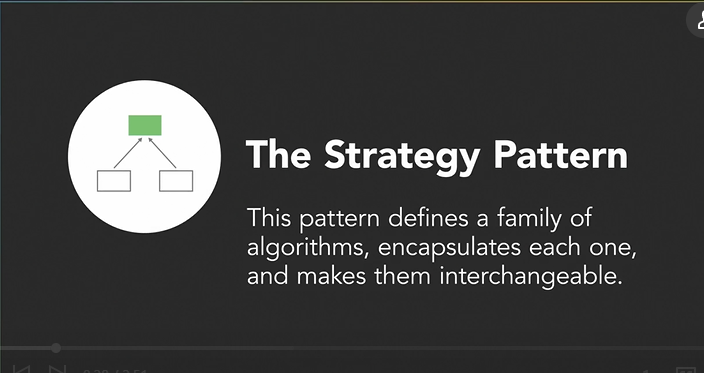 The Strategy Pattern
This pattern defines a family of
algorithms, encapsulates each one,
and makes them interchangeable.